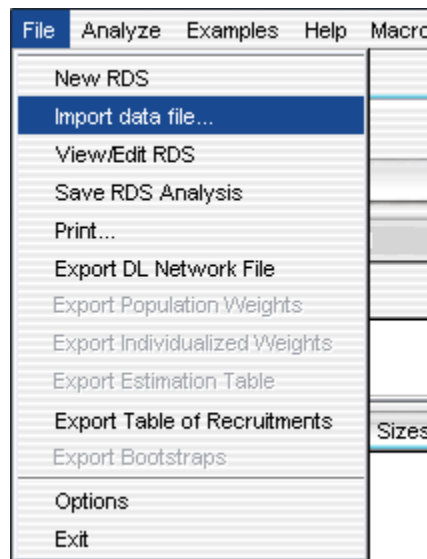 File Analyze Examples Help Macro
New RDS
Import data file...
View/Edit RDS
Save RDS Analysis
Print...
Export DL Network File
Export Population Weights
Export Individualized Weights
Export Estimation Table
Export Table of Recruitments
Sizes
Export Bootstraps
Options
Exit